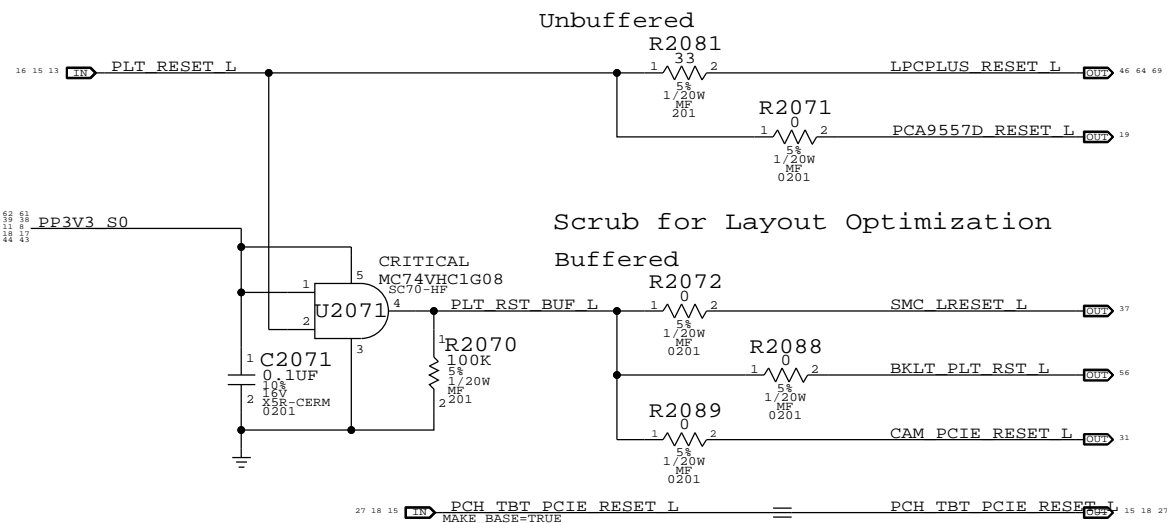 Unbuffered
R2081
16 15 13 IN PLT_RESET_L 1 33 2 LPCPLUS_RESET_L OUT 46 64 69
5%
1/20W
MF
201
R2071
1 0 2 PCA9557D_RESET_L OUT 19
5%
1/20W
MF
0201
62 61
39 38
11 8
18 17
44 43
PP3V3_S0
Scrub for Layout Optimization
Buffered
CRITICAL
MC74VHC1G08
SC70-HF
5
1
2
U2071
4
3
PLT_RST_BUF_L
R2072
1 0 2 SMC_LRESET_L OUT 37
5%
1/20W
MF
0201
1 R2070
100K
5%
1/20W
MF
2 201
1 C2071
0.1UF
10%
16V
2 X5R-CERM
0201
R2088
1 0 2 BKLT_PLT_RST_L OUT 56
5%
1/20W
MF
0201
R2089
1 0 2 CAM_PCIE_RESET_L OUT 31
5%
1/20W
MF
0201
27 18 15 IN PCH_TBT_PCIE_RESET_L PCH_TBT_PCIE_RESET_L OUT 15 18 27
MAKE_BASE=TRUE